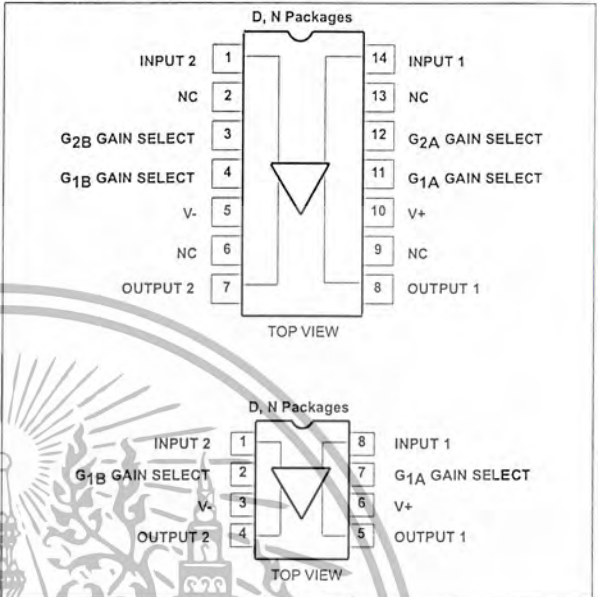 D, N Packages
INPUT 2 1 14 INPUT 1
NC 2 13 NC
G2B GAIN SELECT 3 12 G2A GAIN SELECT
G1B GAIN SELECT 4 11 G1A GAIN SELECT
V- 5 10 V+
NC 6 9 NC
OUTPUT 2 7 8 OUTPUT 1
TOP VIEW
D, N Packages
INPUT 2 1 8 INPUT 1
G1B GAIN SELECT 2 7 G1A GAIN SELECT
V- 3 6 V+
OUTPUT 2 4 5 OUTPUT 1
TOP VIEW